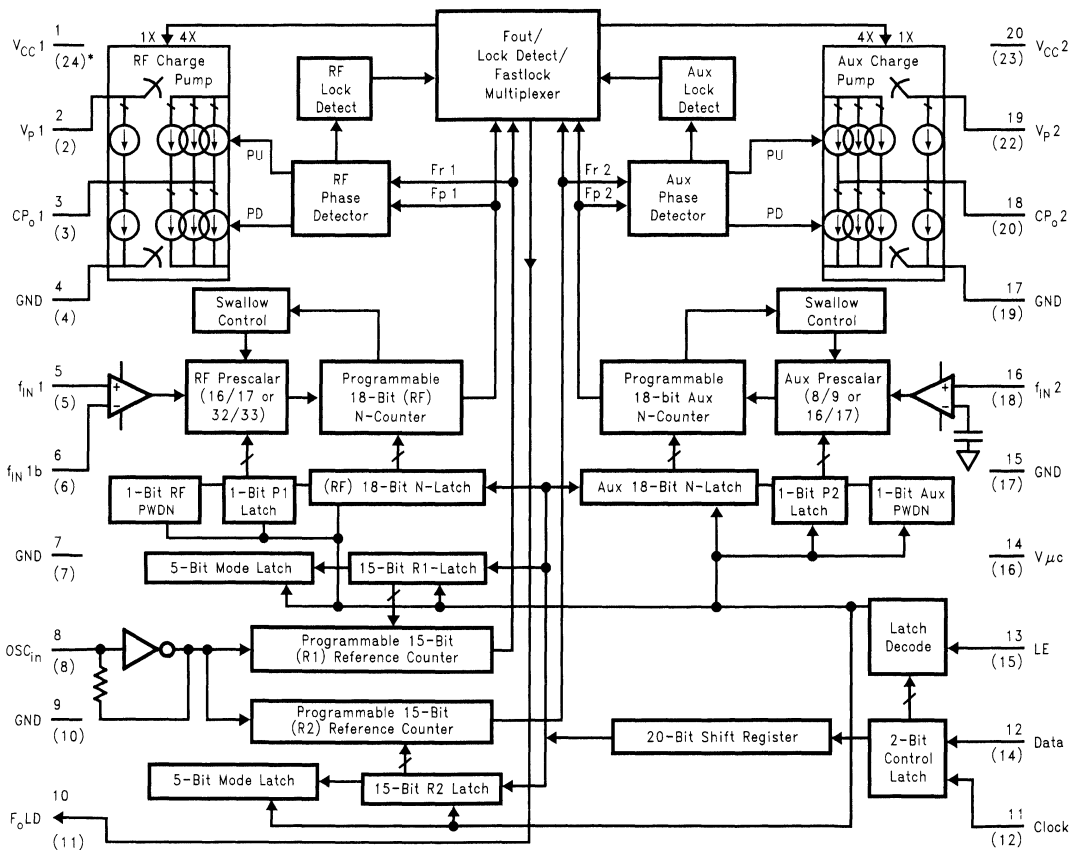 1
V_CC 1
(24)*
2
V_P 1
(2)
3
CP_o 1
(3)
4
GND
(4)
5
f_IN 1
(5)
6
f_IN 1b
(6)
7
GND
(7)
8
OSC_in
(8)
9
GND
(10)
10
F_oLD
(11)
20
V_CC 2
(23)
19
V_P 2
(22)
18
CP_o 2
(20)
17
GND
(19)
16
f_IN 2
(18)
15
GND
(17)
14
V μc
(16)
13
LE
(15)
12
Data
(14)
11
Clock
(12)
1X 4X
RF Charge
Pump
PU
PD
RF
Lock
Detect
RF
Phase
Detector
Fr 1
Fp 1
Fout/
Lock Detect/
Fastlock
Multiplexer
Aux
Lock
Detect
Fr 2
Fp 2
Aux
Phase
Detector
PU
PD
4X 1X
Aux Charge
Pump
Swallow
Control
+
-
RF Prescalar
(16/17 or
32/33)
Programmable
18-Bit (RF)
N-Counter
Swallow
Control
Programmable
18-bit Aux
N-Counter
Aux Prescalar
(8/9 or
16/17)
+
-
1-Bit RF
PWDN
1-Bit P1
Latch
(RF) 18-Bit N-Latch
Aux 18-Bit N-Latch
1-Bit P2
Latch
1-Bit Aux
PWDN
5-Bit Mode Latch
15-Bit R1-Latch
Programmable 15-Bit
(R1) Reference Counter
Programmable 15-Bit
(R2) Reference Counter
5-Bit Mode Latch
15-Bit R2 Latch
20-Bit Shift Register
Latch
Decode
2-Bit
Control
Latch